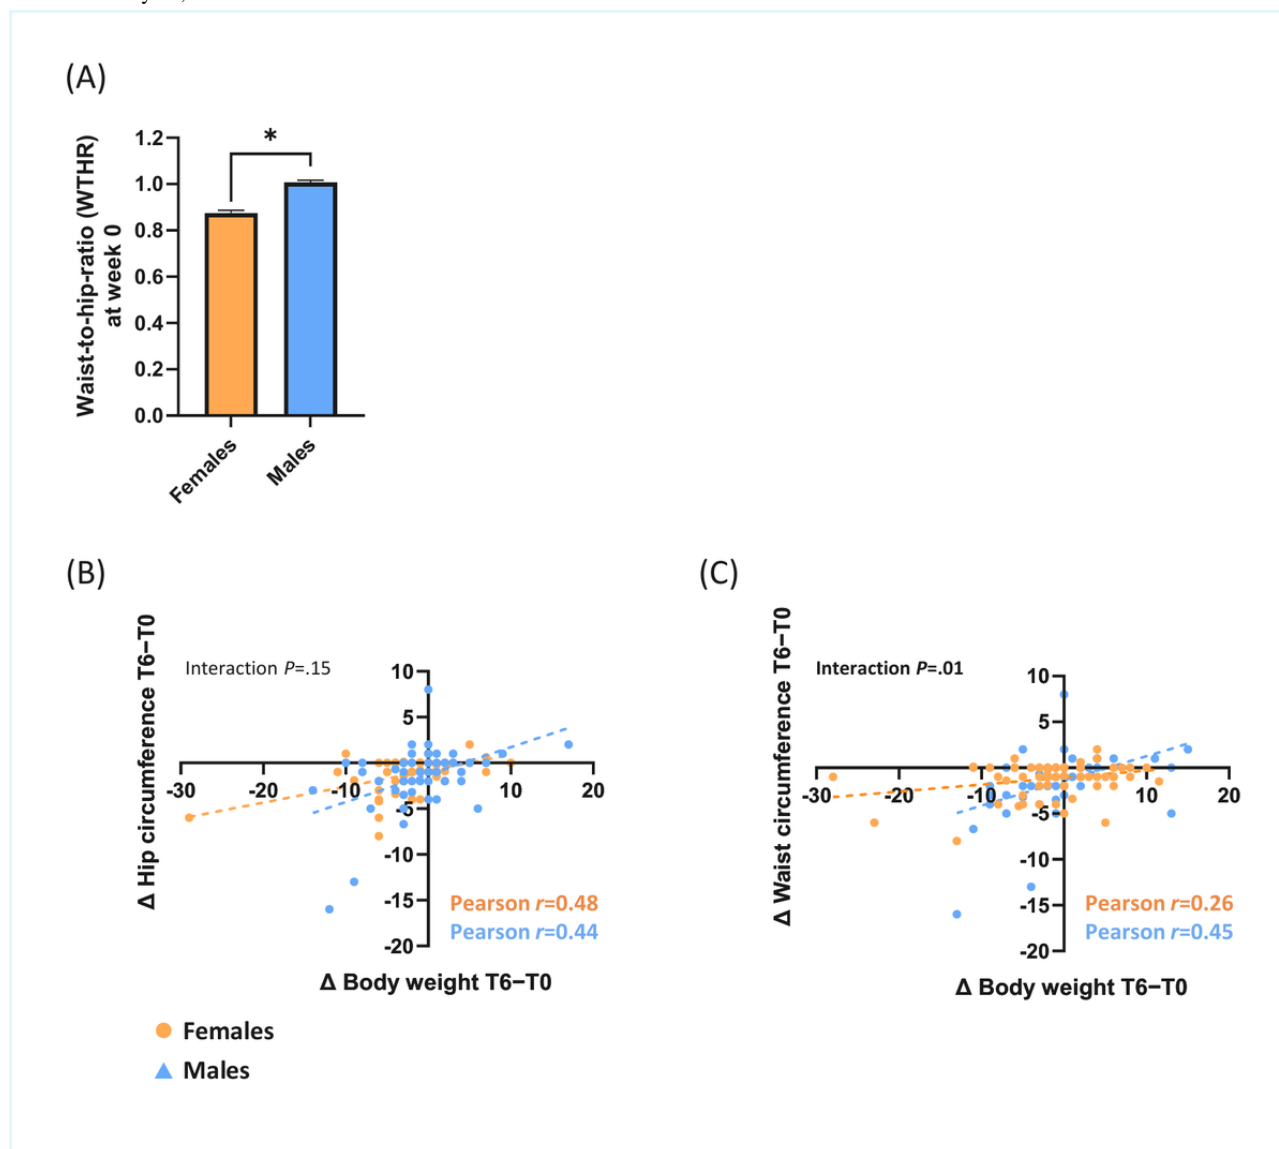 (A)
Waist-to-hip-ratio (WTHR)
at week 0
1.2
1.0
0.8
0.6
0.4
0.2
0.0
*
Females
Males
(B)
Δ Hip circumference T6−T0
Interaction P=.15
10
5
-5
-10
-15
-20
-30
-20
-10
10
20
Pearson r=0.48
Pearson r=0.44
Δ Body weight T6−T0
(C)
Δ Waist circumference T6−T0
Interaction P=.01
10
5
-5
-10
-15
-20
-30
-20
-10
10
20
Pearson r=0.26
Pearson r=0.45
Δ Body weight T6−T0
Females
Males